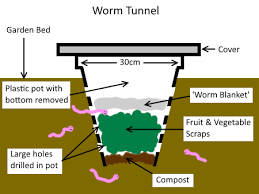 Worm Tunnel
Garden Bed
Cover
30cm
Plastic pot with
bottom removed
'Worm Blanket'
Fruit & Vegetable
Scraps
Large holes
drilled in pot
Compost